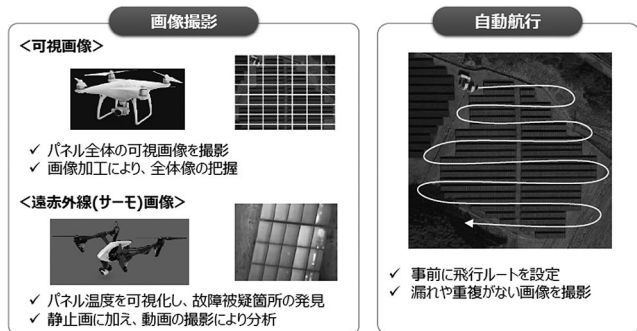 画像撮影
<可視画像>
✓ パネル全体の可視画像を撮影
✓ 画像加工により、全体像の把握
<遠赤外線(サーモ)画像>
✓ パネル温度を可視化し、故障被疑箇所の発見
✓ 静止画に加え、動画の撮影により分析
自動航行
✓ 事前に飛行ルートを設定
✓ 漏れや重複がない画像を撮影